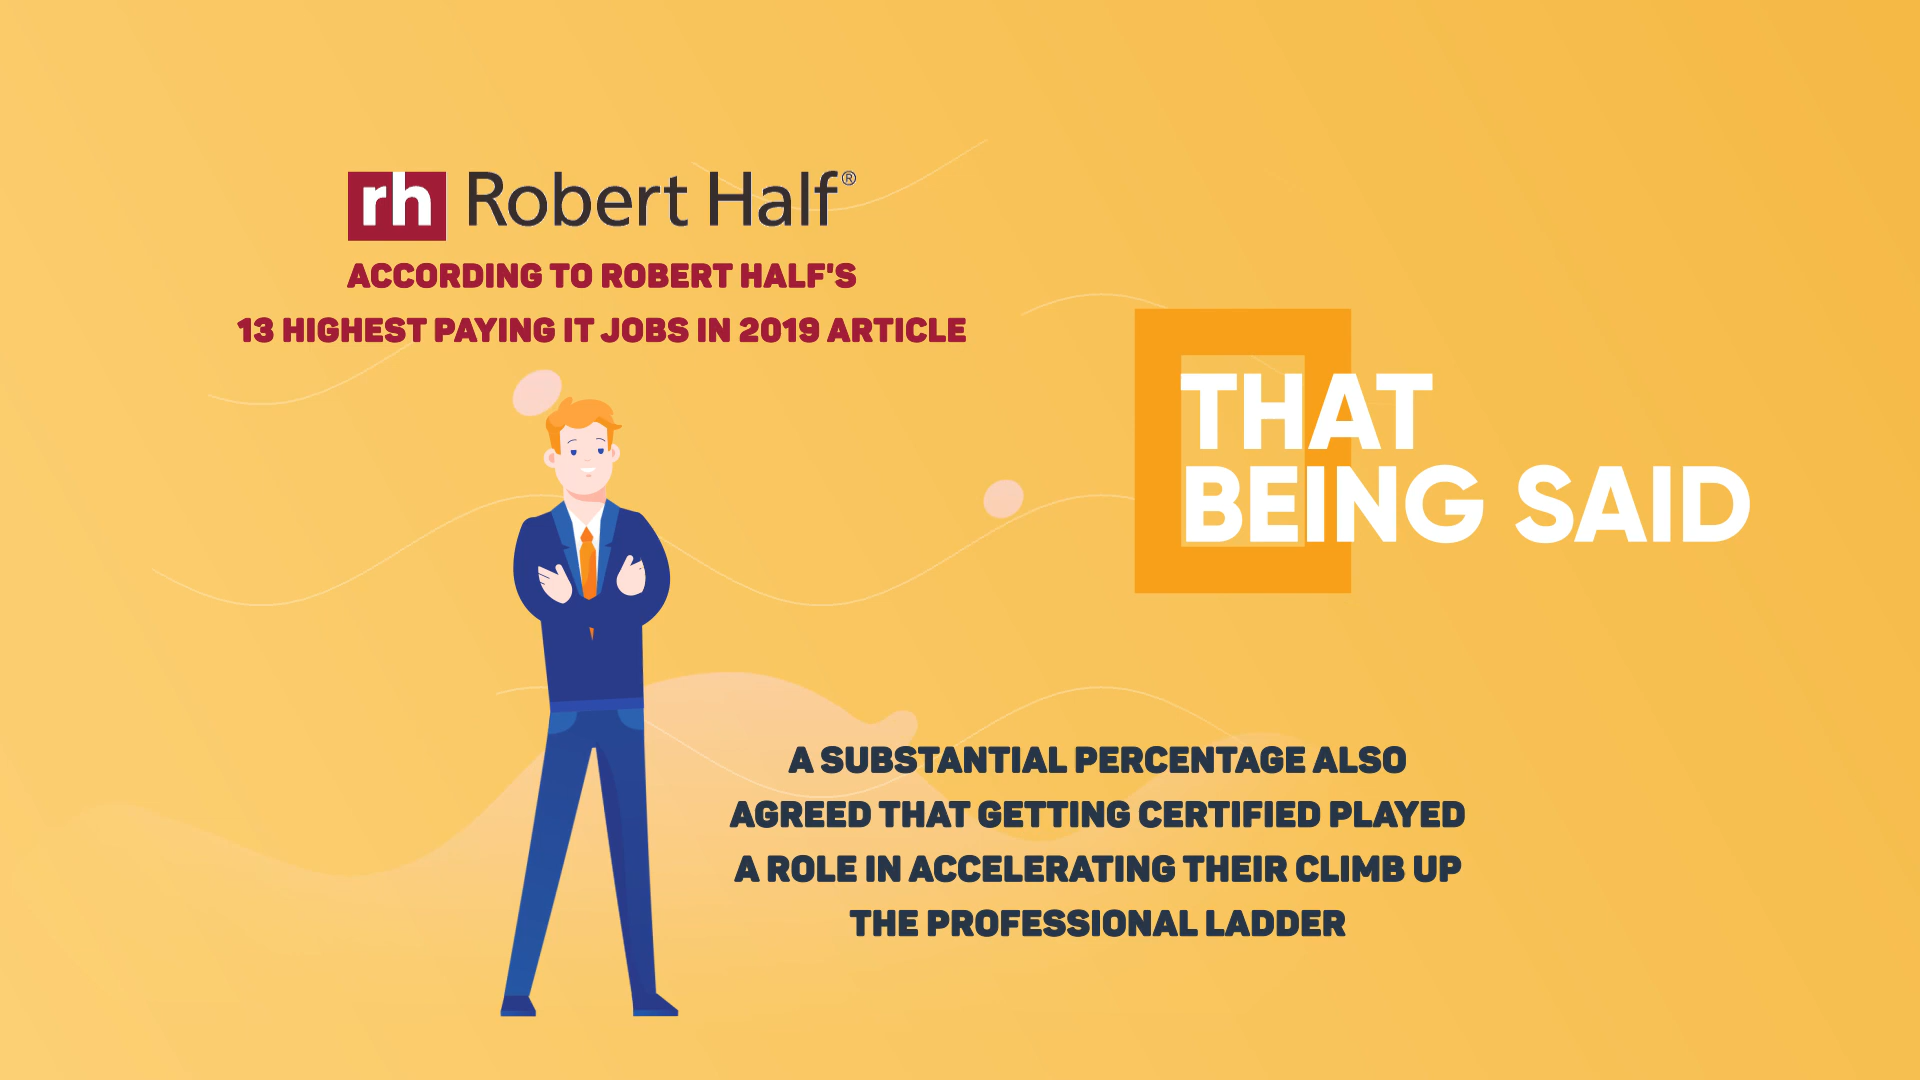 rh Robert Half®
ACCORDING TO ROBERT HALF'S
13 HIGHEST PAYING IT JOBS IN 2019 ARTICLE
THAT
BEING SAID
A SUBSTANTIAL PERCENTAGE ALSO
AGREED THAT GETTING CERTIFIED PLAYED
A ROLE IN ACCELERATING THEIR CLIMB UP
THE PROFESSIONAL LADDER